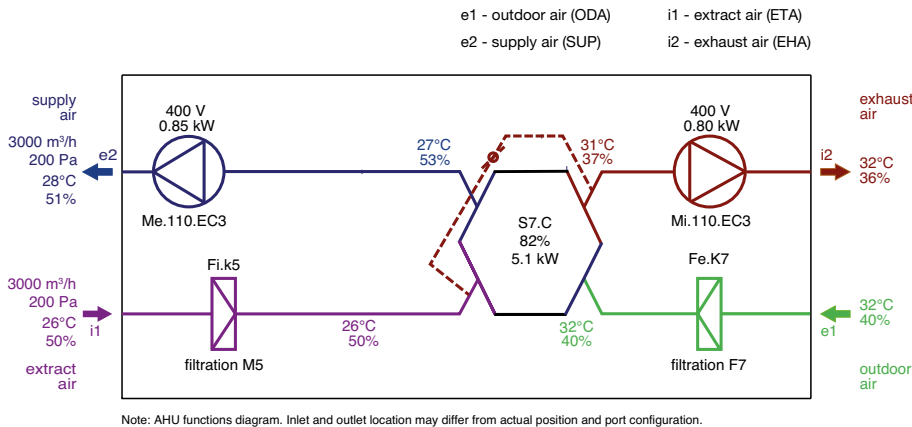 e1 - outdoor air (ODA)
i1 - extract air (ETA)
e2 - supply air (SUP)
i2 - exhaust air (EHA)
supply
air
3000 m³/h
200 Pa
e2
28°C
51%
400 V
0.85 kW
Me.110.EC3
27°C
53%
31°C
37%
400 V
0.80 kW
Mi.110.EC3
exhaust
air
i2
32°C
36%
S7.C
82%
5.1 kW
3000 m³/h
200 Pa
26°C
50%
i1
extract
air
Fi.k5
filtration M5
26°C
50%
32°C
40%
Fe.K7
filtration F7
32°C
40%
e1
outdoor
air
Note: AHU functions diagram. Inlet and outlet location may differ from actual position and port configuration.